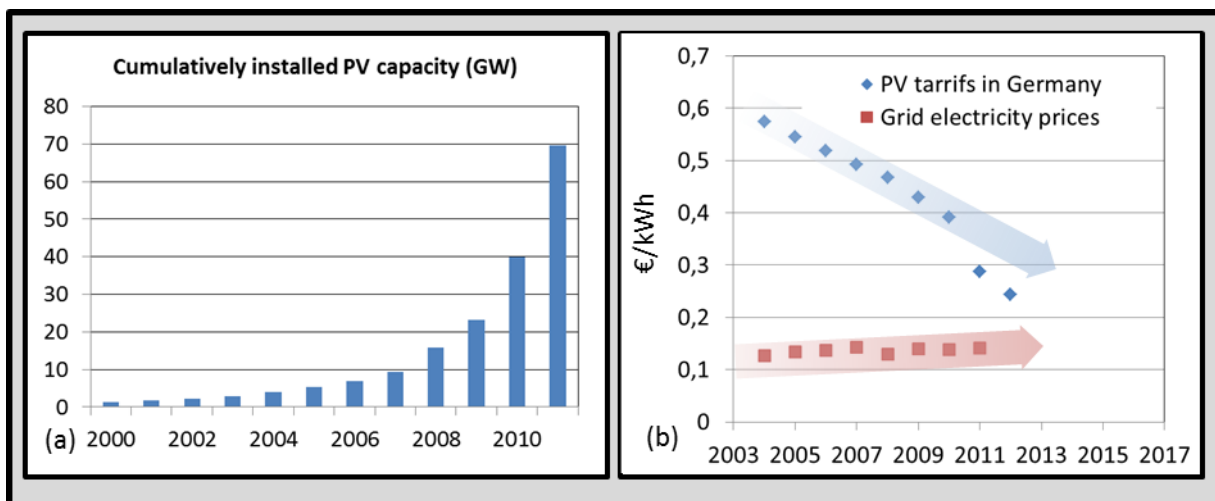 Cumulatively installed PV capacity (GW)
80
70
60
50
40
30
20
10
0
2000 2002 2004 2006 2008 2010
(a)
0,7
0,6
0,5
0,4
0,3
0,2
0,1
0
€/kWh
PV tarrifs in Germany
Grid electricity prices
2003 2005 2007 2009 2011 2013 2015 2017
(b)